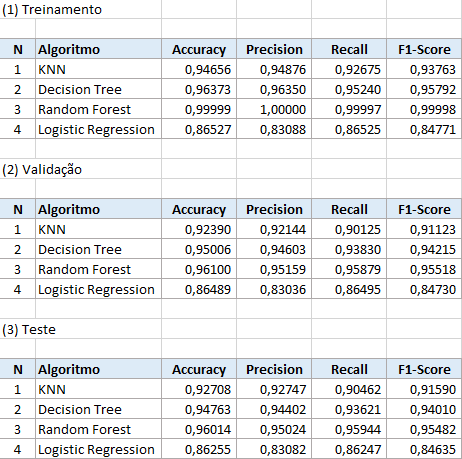 (1) Treinamento
N Algoritmo Accuracy Precision Recall F1-Score
1 KNN 0,94656 0,94876 0,92675 0,93763
2 Decision Tree 0,96373 0,96350 0,95240 0,95792
3 Random Forest 0,99999 1,00000 0,99997 0,99998
4 Logistic Regression 0,86527 0,83088 0,86525 0,84771
(2) Validação
N Algoritmo Accuracy Precision Recall F1-Score
1 KNN 0,92390 0,92144 0,90125 0,91123
2 Decision Tree 0,95006 0,94603 0,93830 0,94215
3 Random Forest 0,96100 0,95159 0,95879 0,95518
4 Logistic Regression 0,86489 0,83036 0,86495 0,84730
(3) Teste
N Algoritmo Accuracy Precision Recall F1-Score
1 KNN 0,92708 0,92747 0,90462 0,91590
2 Decision Tree 0,94763 0,94402 0,93621 0,94010
3 Random Forest 0,96014 0,95024 0,95944 0,95482
4 Logistic Regression 0,86255 0,83082 0,86247 0,84635